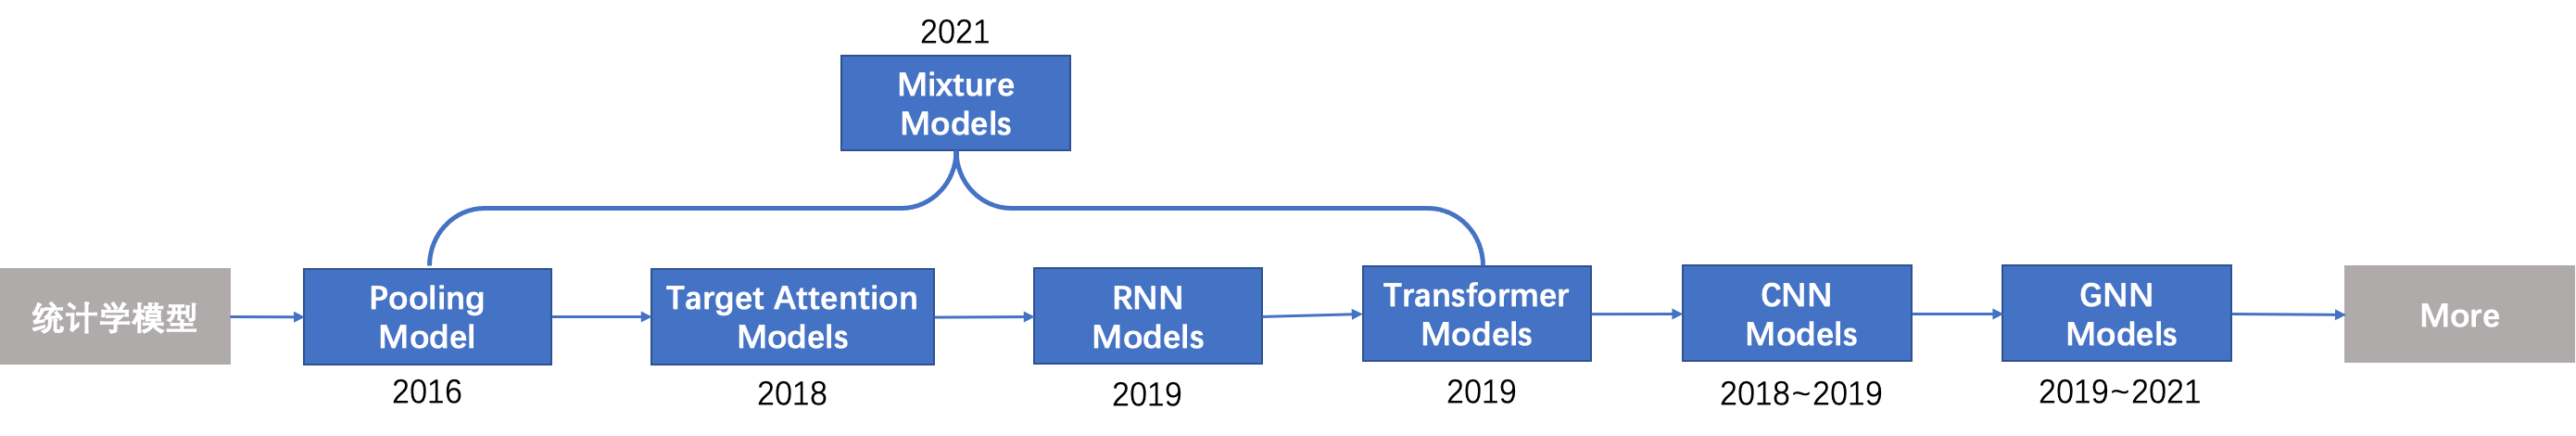 2021
Mixture
Models
统计学模型
Pooling
Model
2016
Target Attention
Models
2018
RNN
Models
2019
Transformer
Models
2019
CNN
Models
2018~2019
GNN
Models
2019~2021
More